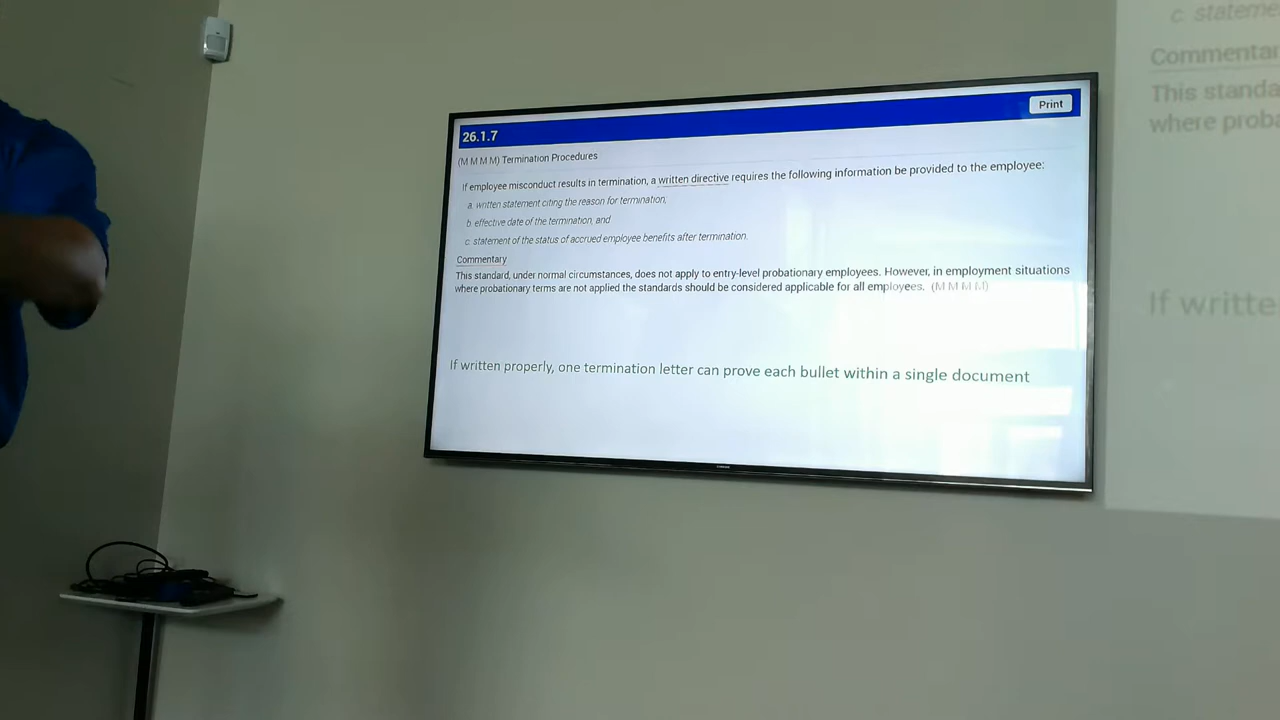 26.1.7
Print
(M M M M) Termination Procedures
If employee misconduct results in termination, a written directive requires the following information be provided to the employee:
a. written statement citing the reason for termination;
b. effective date of the termination; and
c. statement of the status of accrued employee benefits after termination.
Commentary
This standard, under normal circumstances, does not apply to entry-level probationary employees. However, in employment situations
where probationary terms are not applied the standards should be considered applicable for all employees. (M M M M)
If written properly, one termination letter can prove each bullet within a single document
c. stateme
Commentar
This standa
where proba
If writte